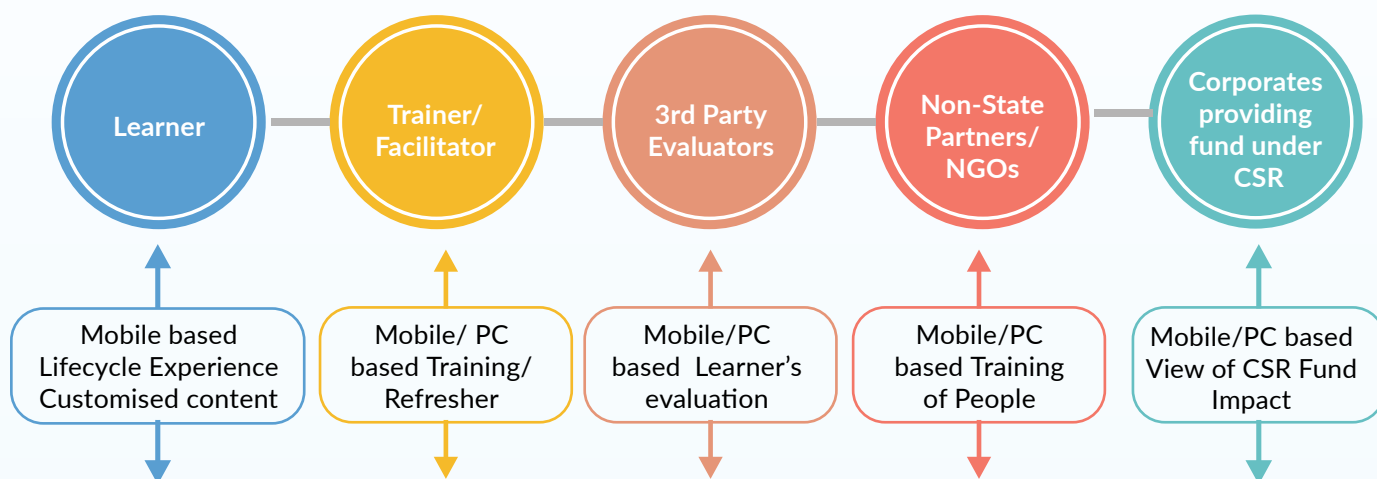 Learner
Trainer/
Facilitator
3rd Party
Evaluators
Non-State
Partners/
NGOs
Corporates
providing
fund under
CSR
Mobile based
Lifecycle Experience
Customised content
Mobile/ PC
based Training/
Refresher
Mobile/PC
based Learner’s
evaluation
Mobile/PC
based Training
of People
Mobile/PC based
View of CSR Fund
Impact